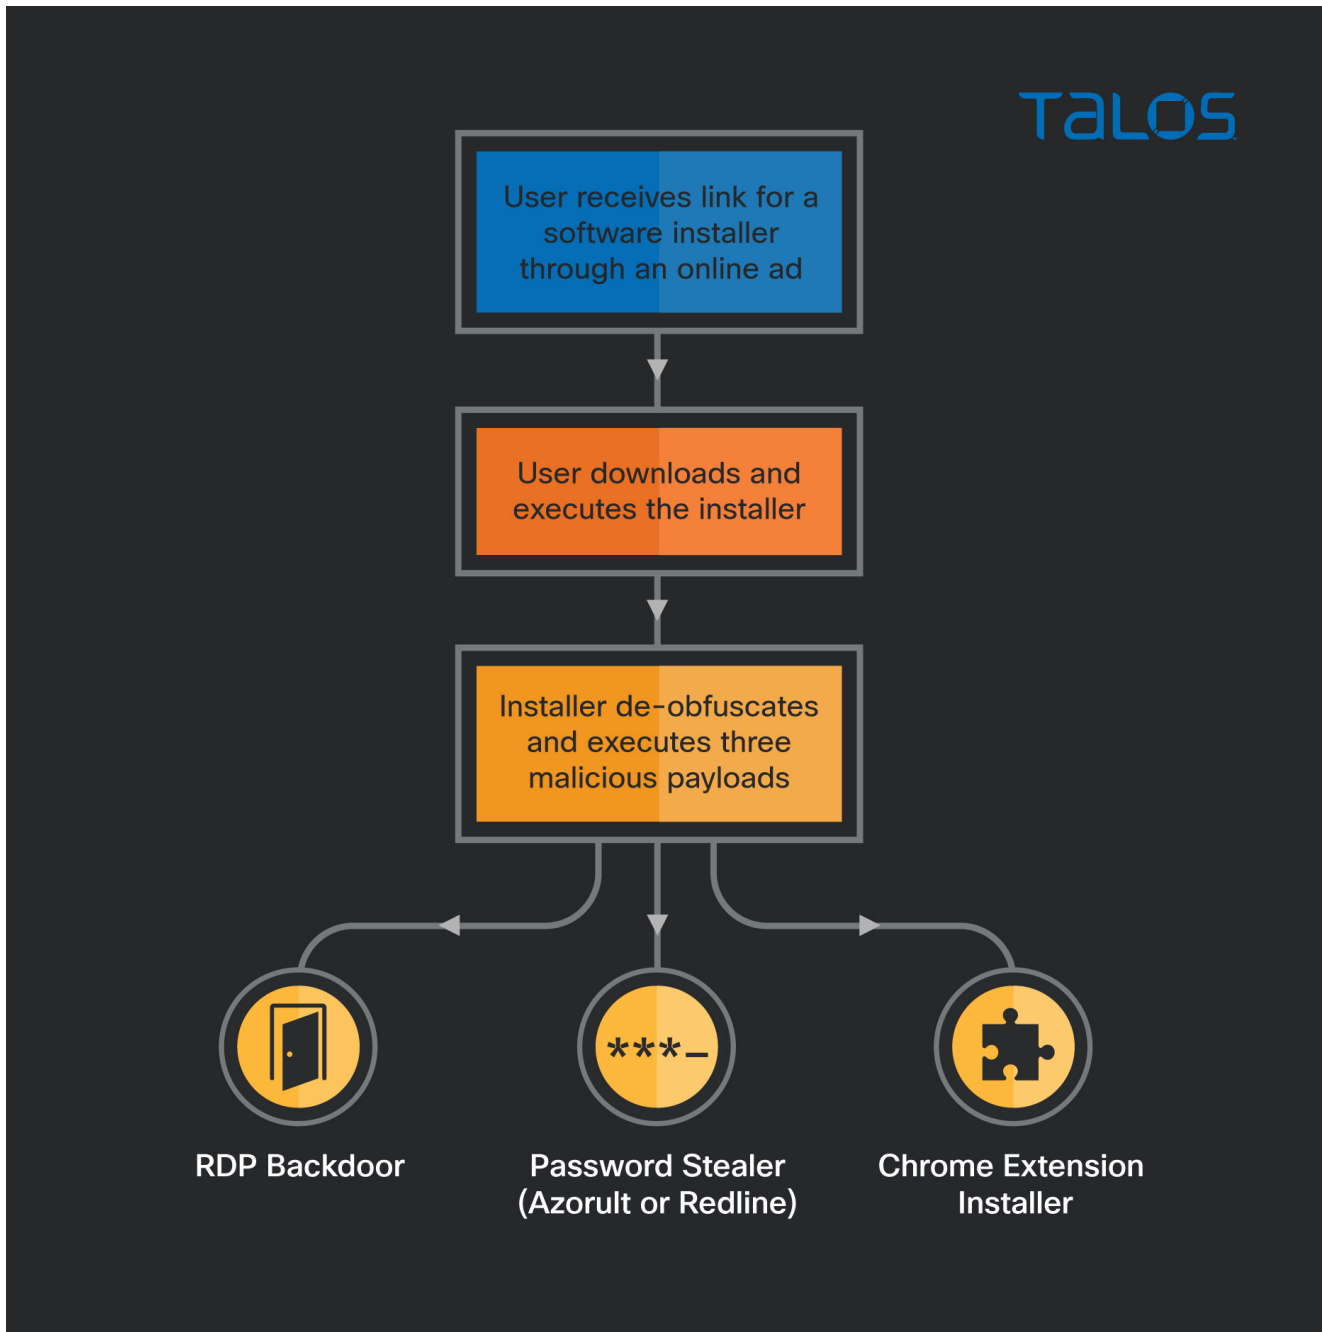 TALOS
User receives link for a
software installer
through an online ad
User downloads and
executes the installer
Installer de-obfuscates
and executes three
malicious payloads
***_
RDP Backdoor
Password Stealer
(Azorult or Redline)
Chrome Extension
Installer